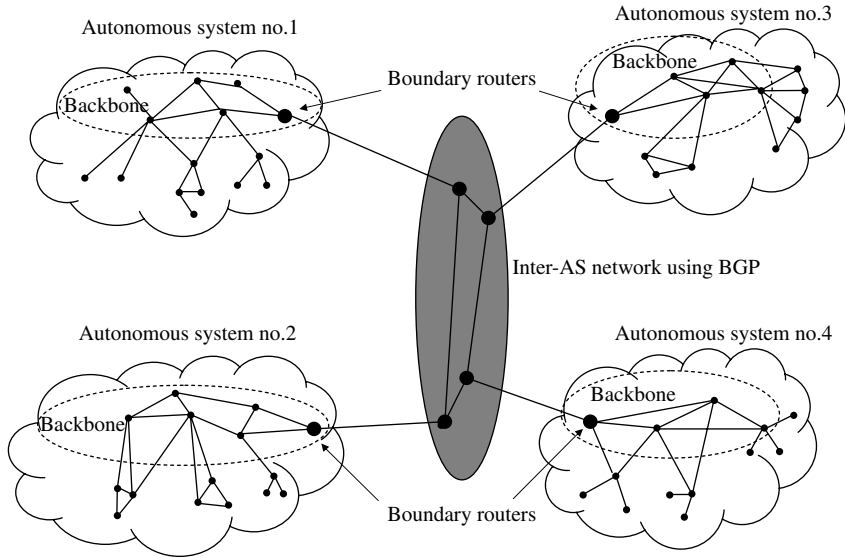 Autonomous system no.1
Autonomous system no.3
Backbone
Boundary routers
Backbone
Inter-AS network using BGP
Autonomous system no.2
Autonomous system no.4
Backbone
Backbone
Boundary routers